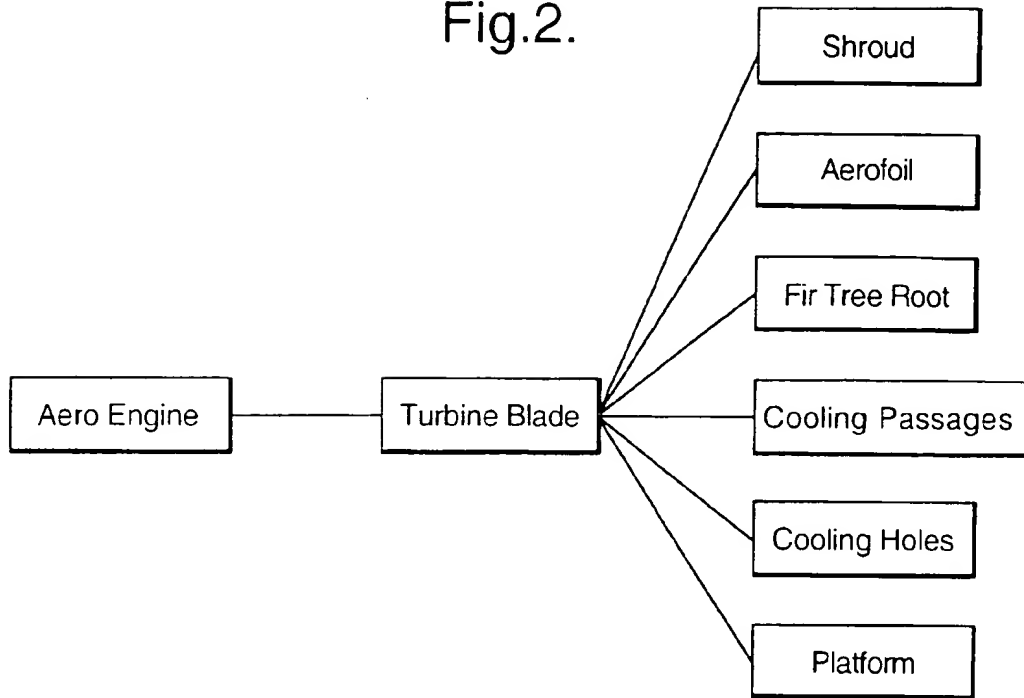 Fig.2.
Shroud
Aerofoil
Fir Tree Root
Aero Engine
Turbine Blade
Cooling Passages
Cooling Holes
Platform